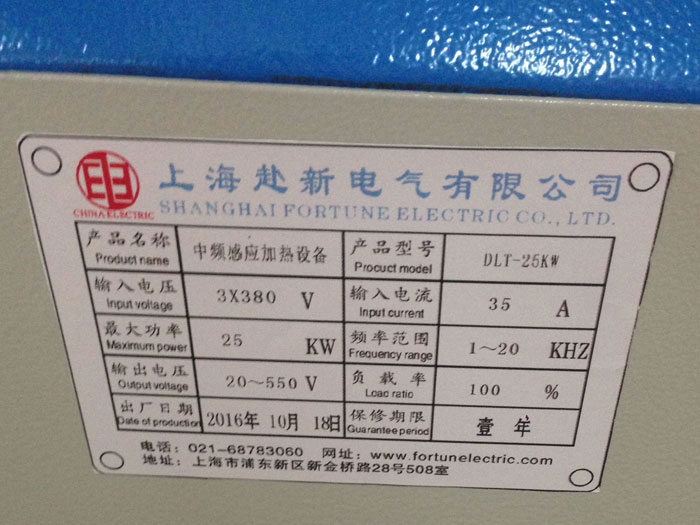 上海赴新电气有限公司
CHINA ELECTRIC
SHANGHAI FORTUNE ELECTRIC CO., LTD.
产品名称 中频感应加热设备 产品型号 DLT-25KW
Product name Procuct model
输入电压 3X380 V 输入电流 35 A
Input voltage Input current
最大功率 25 KW 频率范围 1～20 KHZ
Maximum power Frequency range
输出电压 20～550 V 负载率 100 %
Output voltage Loac ratic
出厂日期 2016年 10月 18日 保修期限 壹年
Date of production Guarantee period
电话: 021-68783060 网址: www.fortunelectric.com
地址: 上海市浦东新区新金桥路28号508室